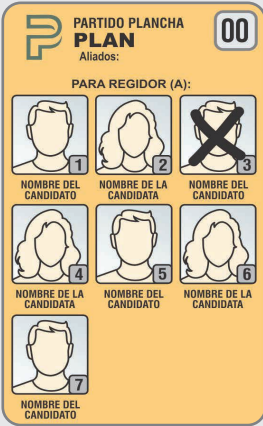 PARTIDO PLANCHA
PLAN
Aliados:
00
PARA REGIDOR (A):
1
2
3
NOMBRE DEL CANDIDATO
NOMBRE DE LA CANDIDATA
NOMBRE DEL CANDIDATO
4
5
6
NOMBRE DE LA CANDIDATA
NOMBRE DEL CANDIDATO
NOMBRE DE LA CANDIDATA
7
NOMBRE DEL CANDIDATO